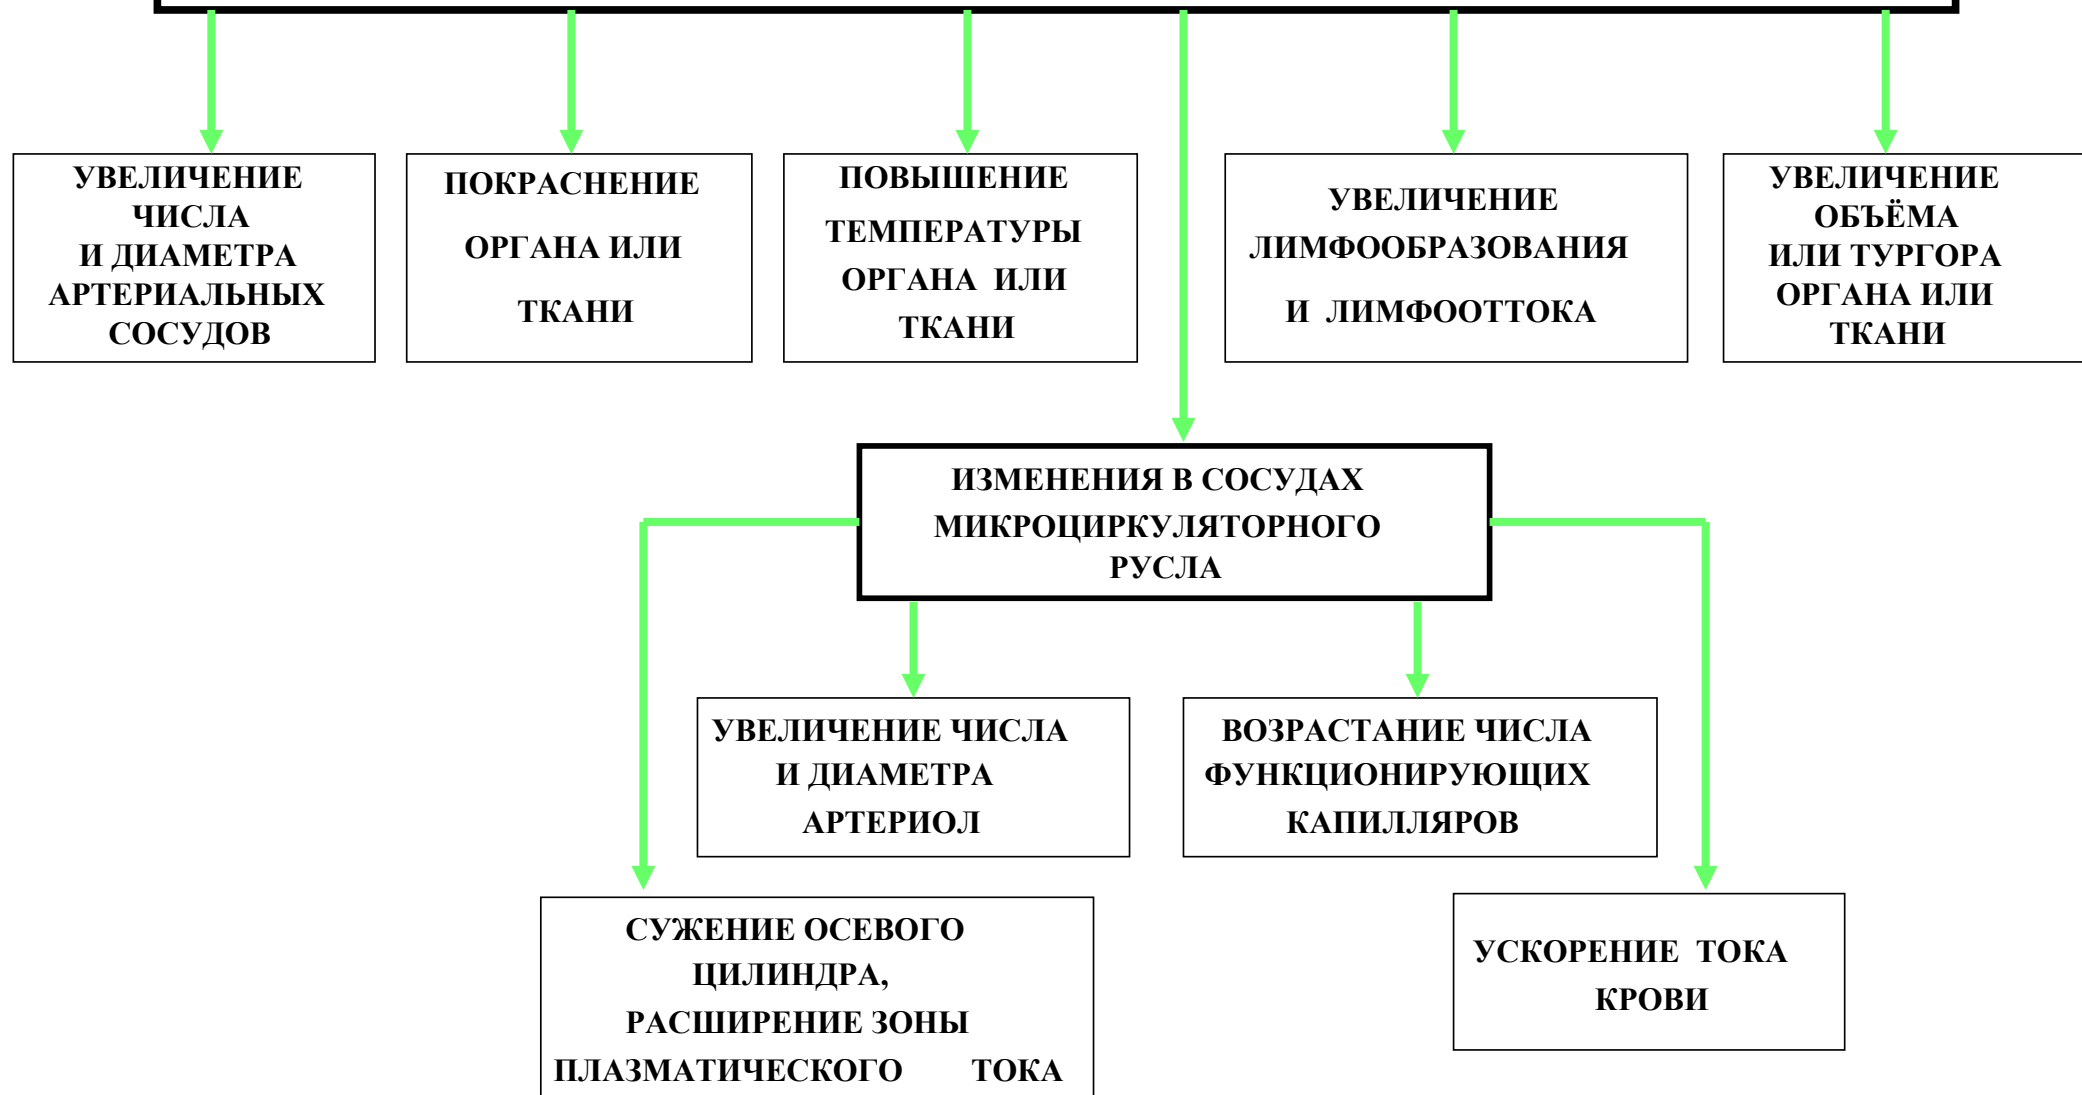 УВЕЛИЧЕНИЕ
ЧИСЛА
И ДИАМЕТРА
АРТЕРИАЛЬНЫХ
СОСУДОВ
ПОКРАСНЕНИЕ
ОРГАНА ИЛИ
ТКАНИ
ПОВЫШЕНИЕ
ТЕМПЕРАТУРЫ
ОРГАНА ИЛИ
ТКАНИ
УВЕЛИЧЕНИЕ
ЛИМФООБРАЗОВАНИЯ
И ЛИМФООТТОКА
УВЕЛИЧЕНИЕ
ОБЪЁМА
ИЛИ ТУРГОРА
ОРГАНА ИЛИ
ТКАНИ
ИЗМЕНЕНИЯ В СОСУДАХ
МИКРОЦИРКУЛЯТОРНОГО
РУСЛА
УВЕЛИЧЕНИЕ ЧИСЛА
И ДИАМЕТРА
АРТЕРИОЛ
ВОЗРАСТАНИЕ ЧИСЛА
ФУНКЦИОНИРУЮЩИХ
КАПИЛЛЯРОВ
СУЖЕНИЕ ОСЕВОГО
ЦИЛИНДРА,
РАСШИРЕНИЕ ЗОНЫ
ПЛАЗМАТИЧЕСКОГО ТОКА
УСКОРЕНИЕ ТОКА
КРОВИ